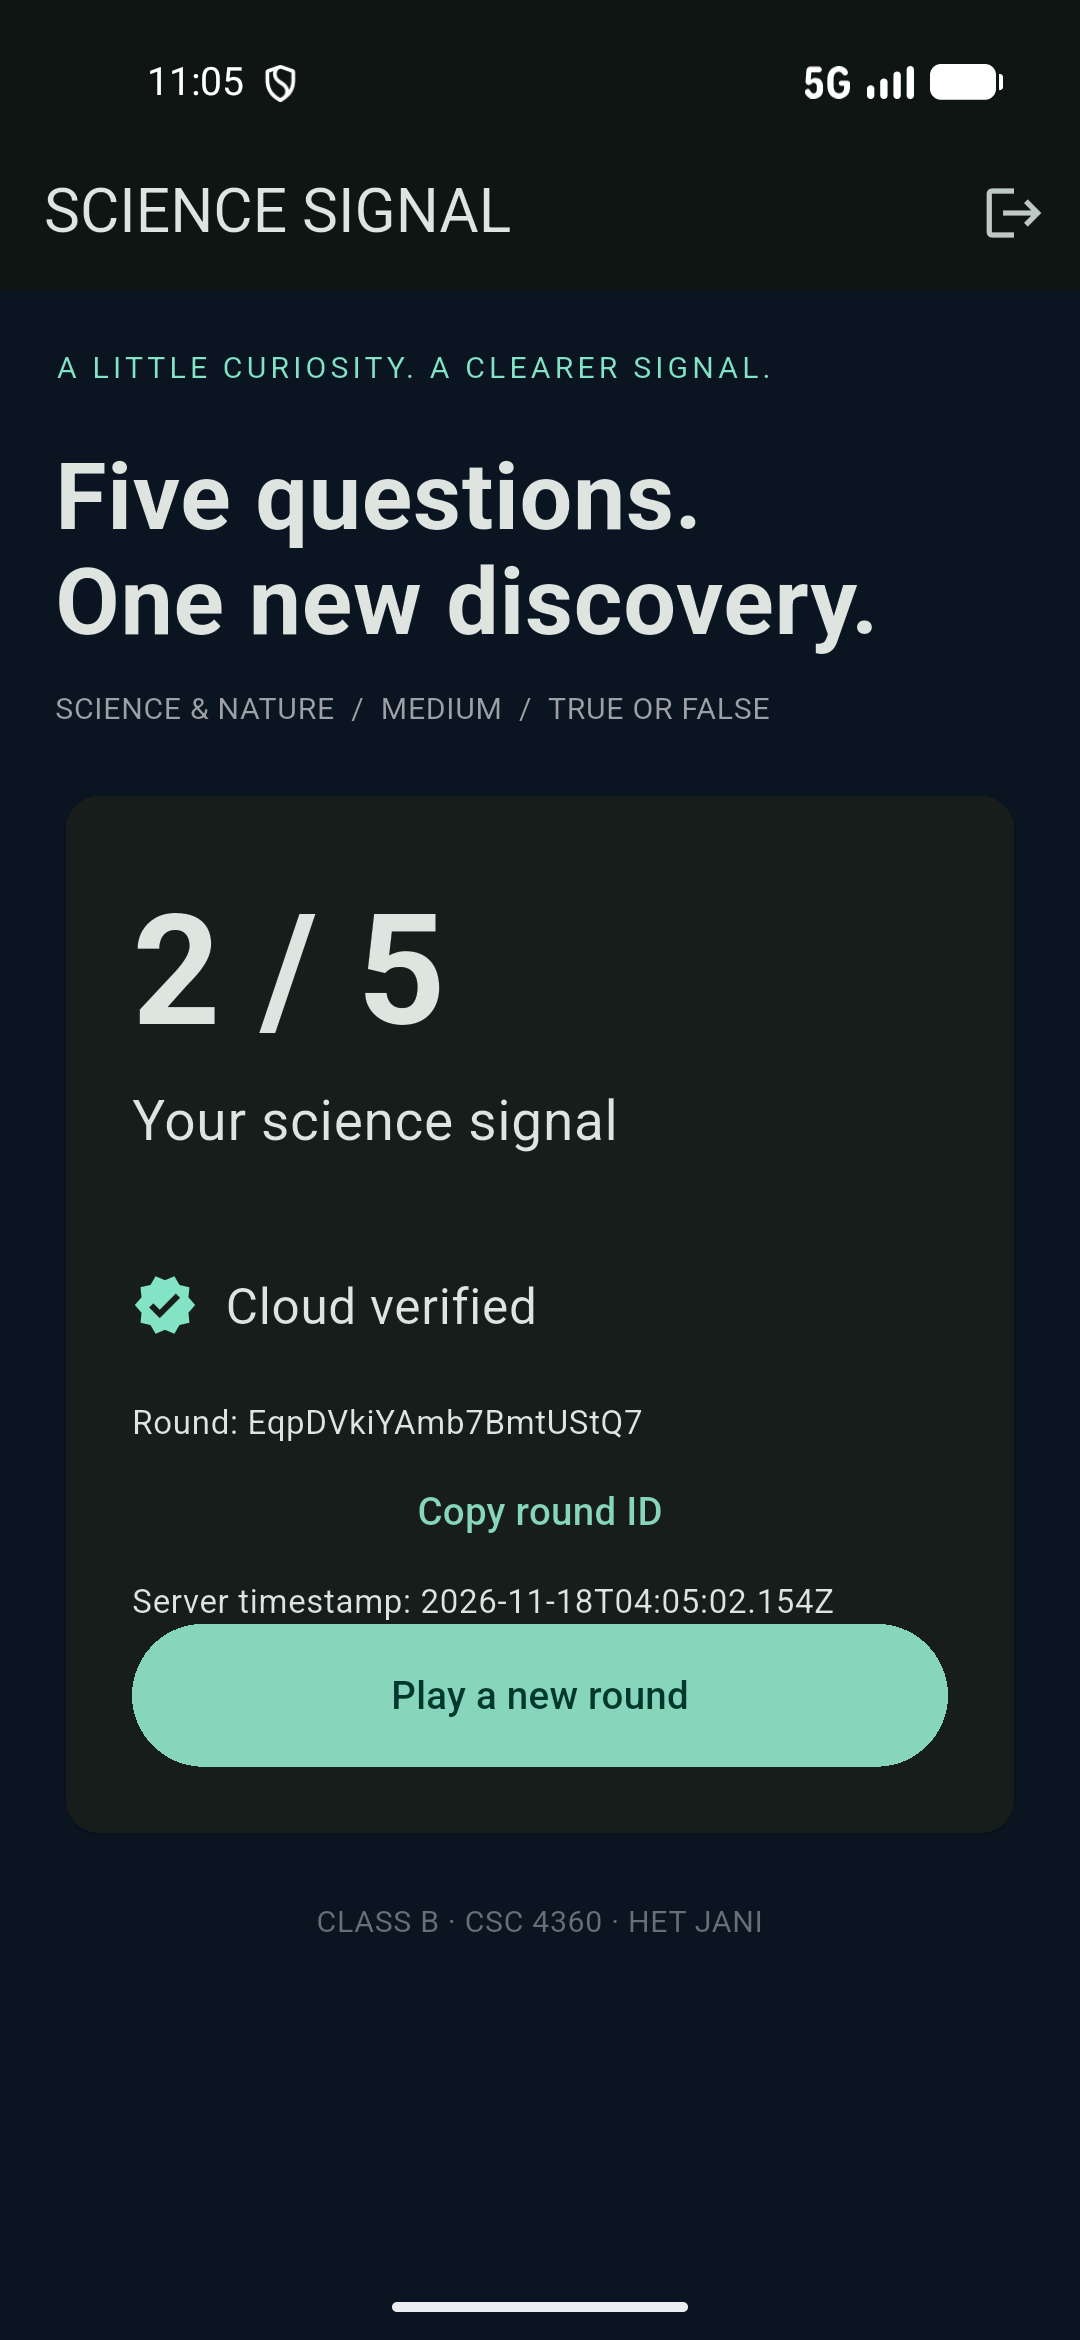 11:05 5G
SCIENCE SIGNAL
A LITTLE CURIOSITY. A CLEARER SIGNAL.
Five questions.
One new discovery.
SCIENCE & NATURE / MEDIUM / TRUE OR FALSE
2 / 5
Your science signal
Cloud verified
Round: EqpDVkiYAmb7BmtUStQ7
Copy round ID
Server timestamp: 2026-11-18T04:05:02.154Z
Play a new round
CLASS B · CSC 4360 · HET JANI